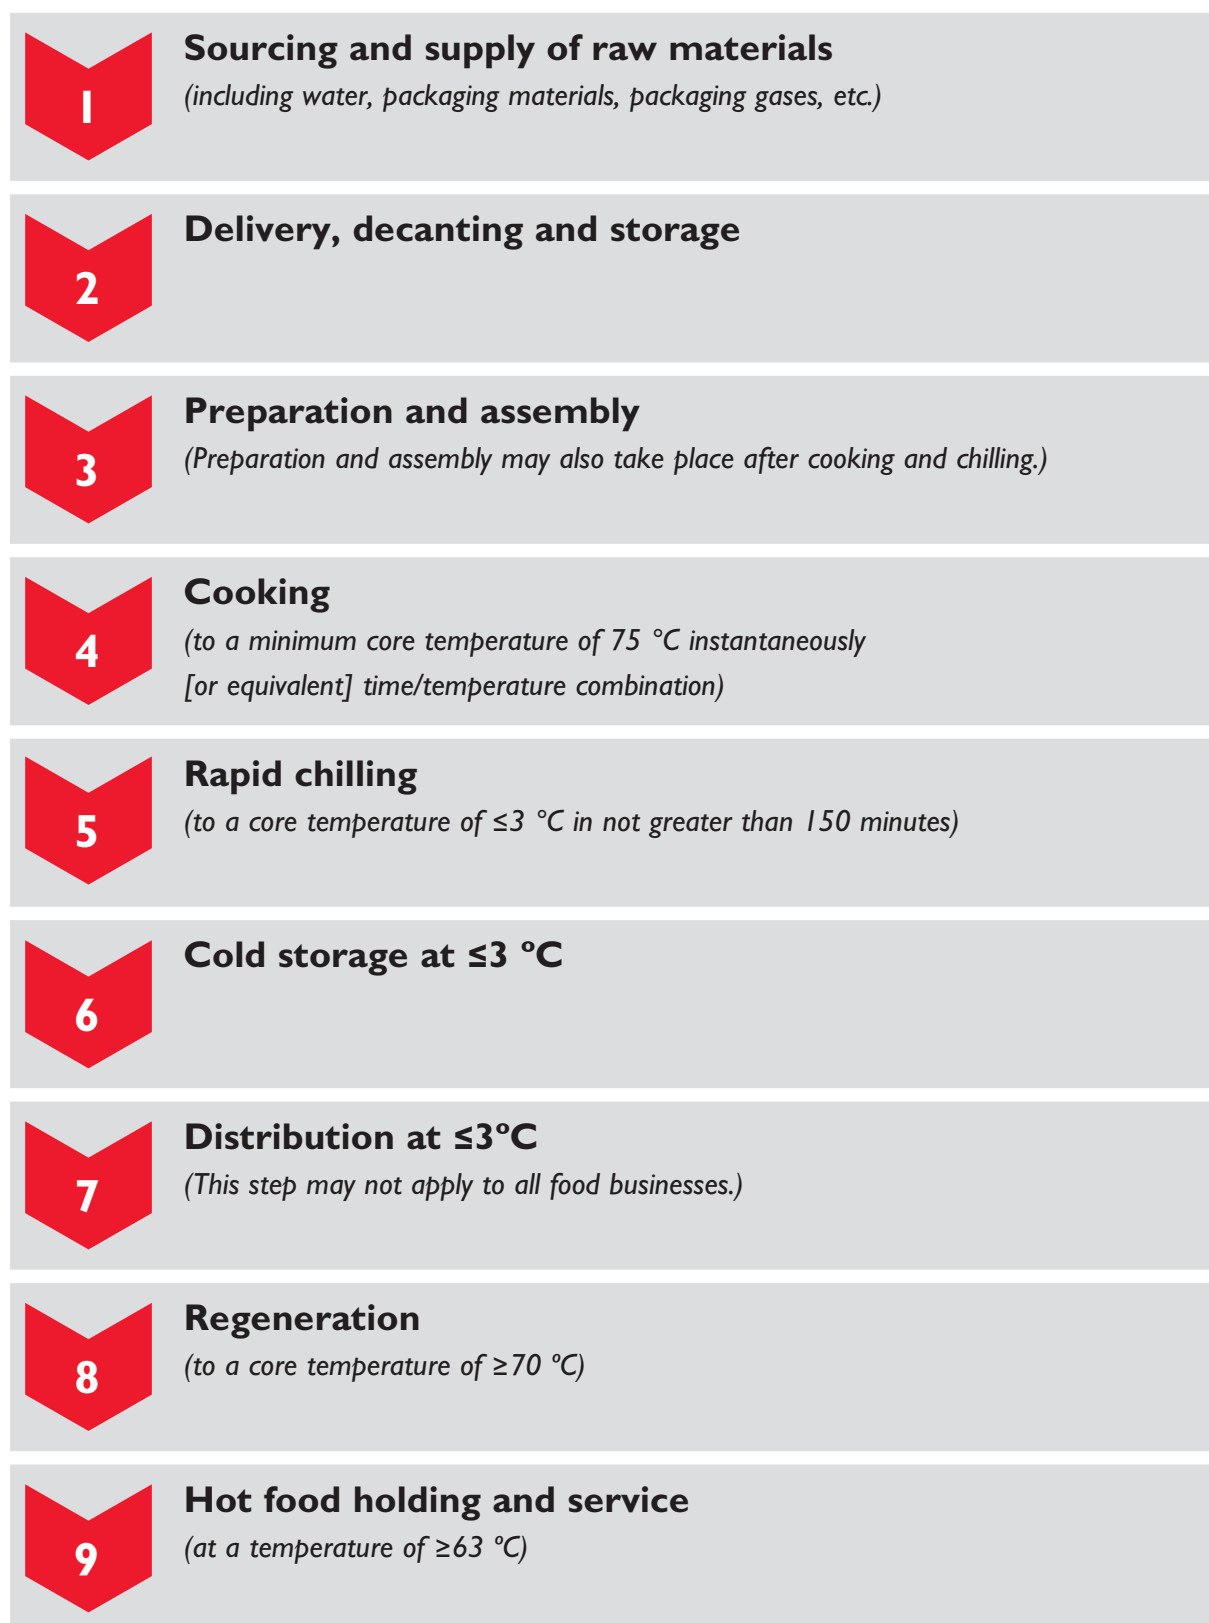 1
Sourcing and supply of raw materials
(including water, packaging materials, packaging gases, etc.)
2
Delivery, decanting and storage
3
Preparation and assembly
(Preparation and assembly may also take place after cooking and chilling.)
4
Cooking
(to a minimum core temperature of 75 °C instantaneously
[or equivalent] time/temperature combination)
5
Rapid chilling
(to a core temperature of ≤3 °C in not greater than 150 minutes)
6
Cold storage at ≤3 ºC
7
Distribution at ≤3ºC
(This step may not apply to all food businesses.)
8
Regeneration
(to a core temperature of ≥70 ºC)
9
Hot food holding and service
(at a temperature of ≥63 ºC)